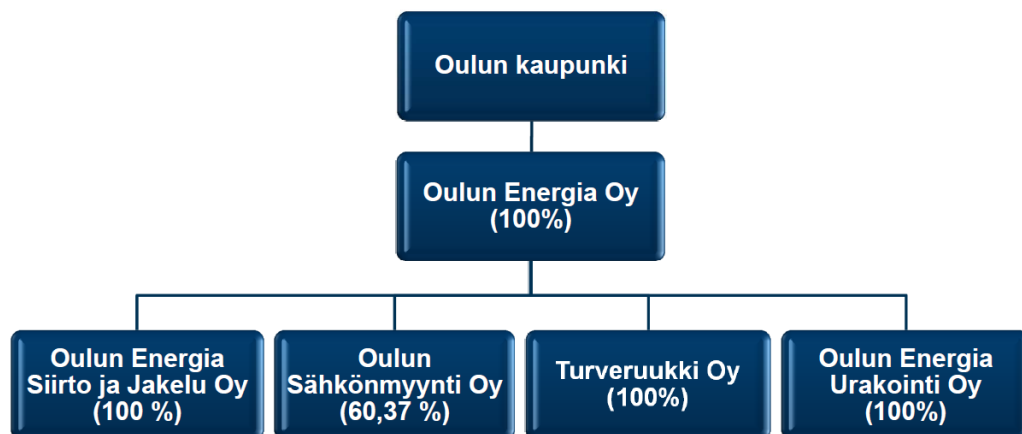 Oulun kaupunki
Oulun Energia Oy
(100%)
Oulun Energia
Siirto ja Jakelu Oy
(100 %)
Oulun
Sähkönmyynti Oy
(60,37 %)
Turveruukki Oy
(100%)
Oulun Energia
Urakointi Oy
(100%)